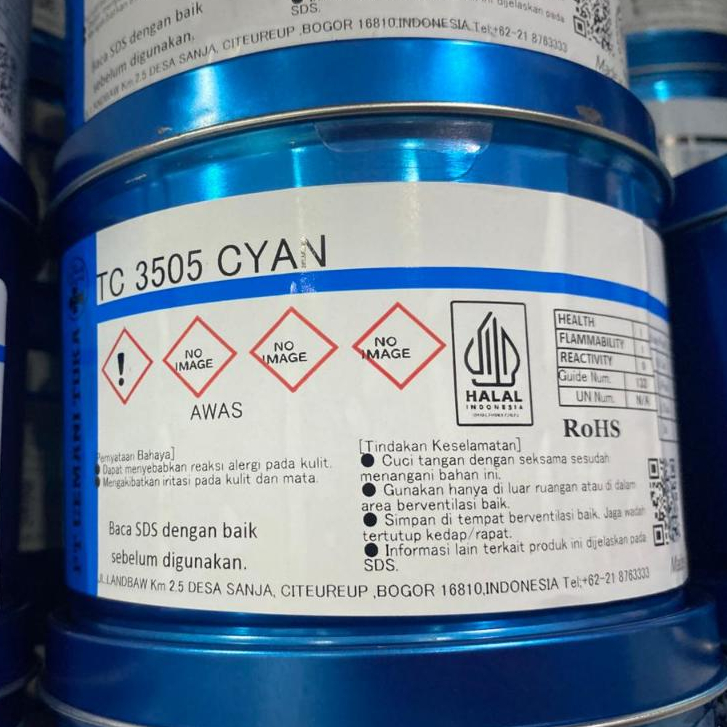 dijelaskan pada
SDS.
Baca SDS dengan baik
sebelum digunakan.
LANDBAW Km 2.5 DESA SANJA, CITEUREUP ,BOGOR 16810,INDONESIA Tel;+62-21 8763333
TC 3505 CYAN
PT CEMANI TOKA
!
NO IMAGE
NO IMAGE
NO IMAGE
AWAS
HALAL
INDONESIA
HEALTH
FLAMMABILITY
REACTIVITY
Guide Num.
UN Num.
RoHS
Pernyataan Bahaya]
● Dapat menyebabkan reaksi alergi pada kulit.
● Mengakibatkan iritasi pada kulit dan mata.
Baca SDS dengan baik
sebelum digunakan.
[Tindakan Keselamatan]
● Cuci tangan dengan seksama sesudah
menangani bahan ini.
● Gunakan hanya di luar ruangan atau di dalam
area berventilasi baik.
● Simpan di tempat berventilasi baik. Jaga wadah
tertutup kedap/rapat.
● Informasi lain terkait produk ini dijelaskan pada
SDS.
JL.LANDBAW Km 2.5 DESA SANJA, CITEUREUP ,BOGOR 16810,INDONESIA Tel;+62-21 8763333